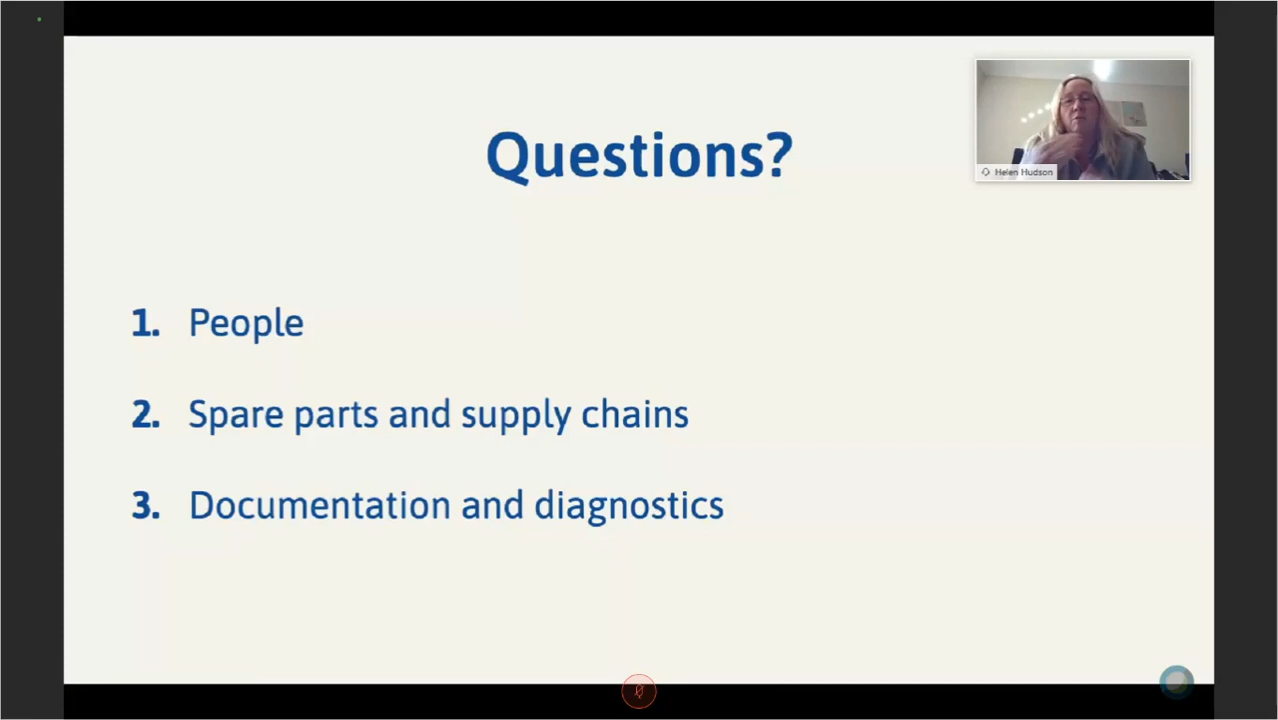 Questions?
Helen Hudson
1. People
2. Spare parts and supply chains
3. Documentation and diagnostics